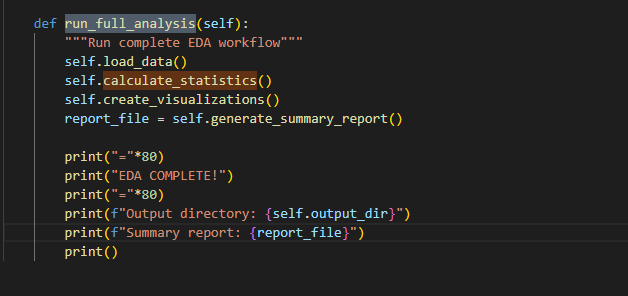 def run_full_analysis(self):
    """Run complete EDA workflow"""
    self.load_data()
    self.calculate_statistics()
    self.create_visualizations()
    report_file = self.generate_summary_report()

    print("="*80)
    print("EDA COMPLETE!")
    print("="*80)
    print(f"Output directory: {self.output_dir}")
    print(f"Summary report: {report_file}")
    print()